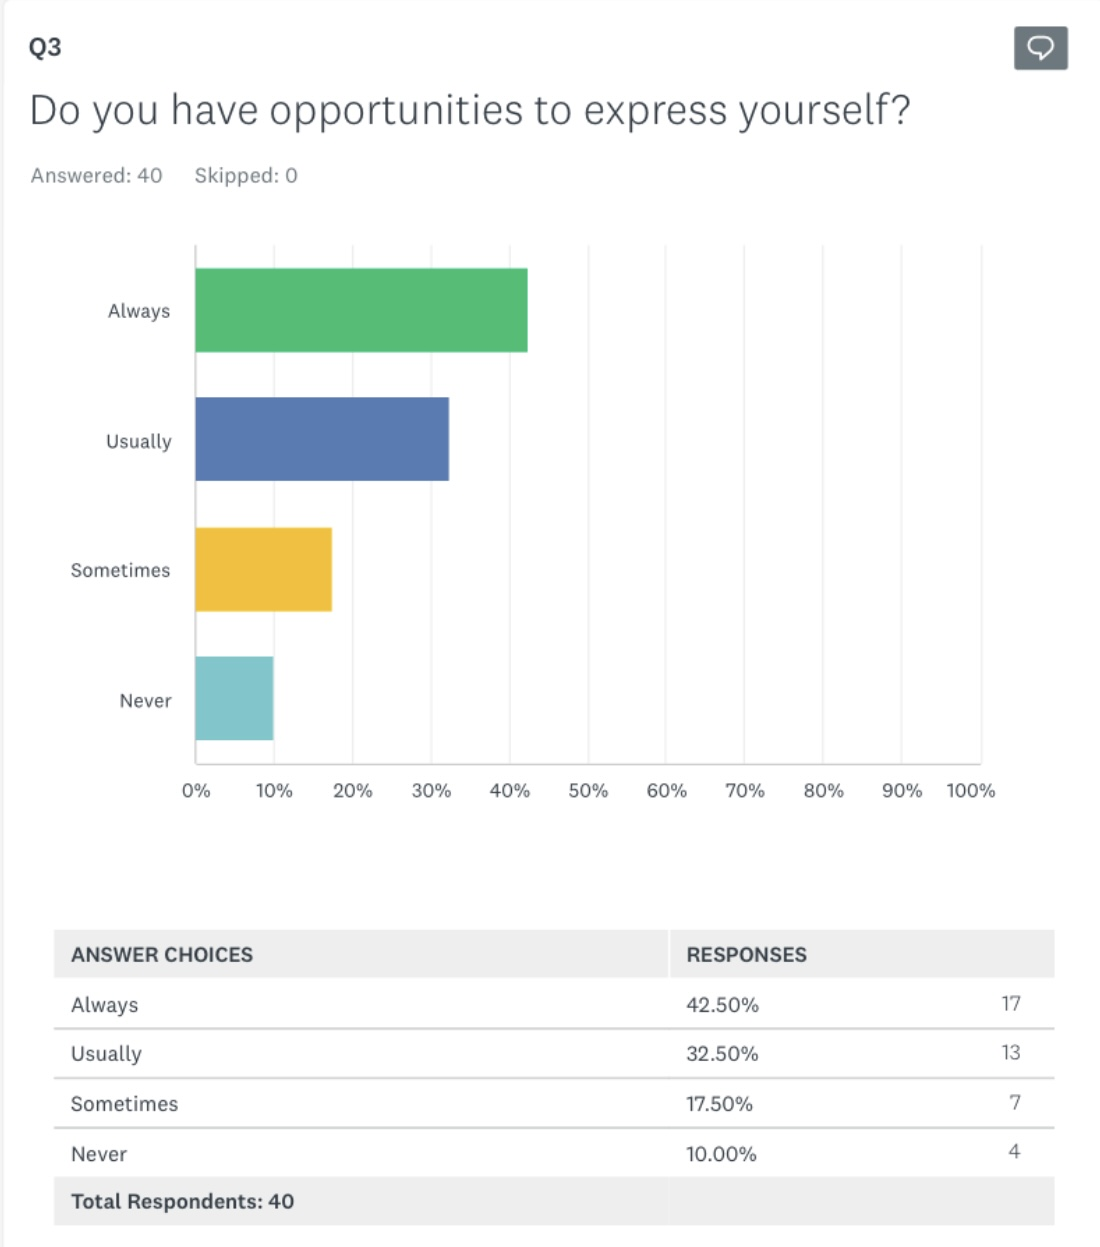 Q3
Do you have opportunities to express yourself?
Answered: 40 Skipped: 0
Always
Usually
Sometimes
Never
0% 10% 20% 30% 40% 50% 60% 70% 80% 90% 100%
ANSWER CHOICES RESPONSES
Always 42.50% 17
Usually 32.50% 13
Sometimes 17.50% 7
Never 10.00% 4
Total Respondents: 40